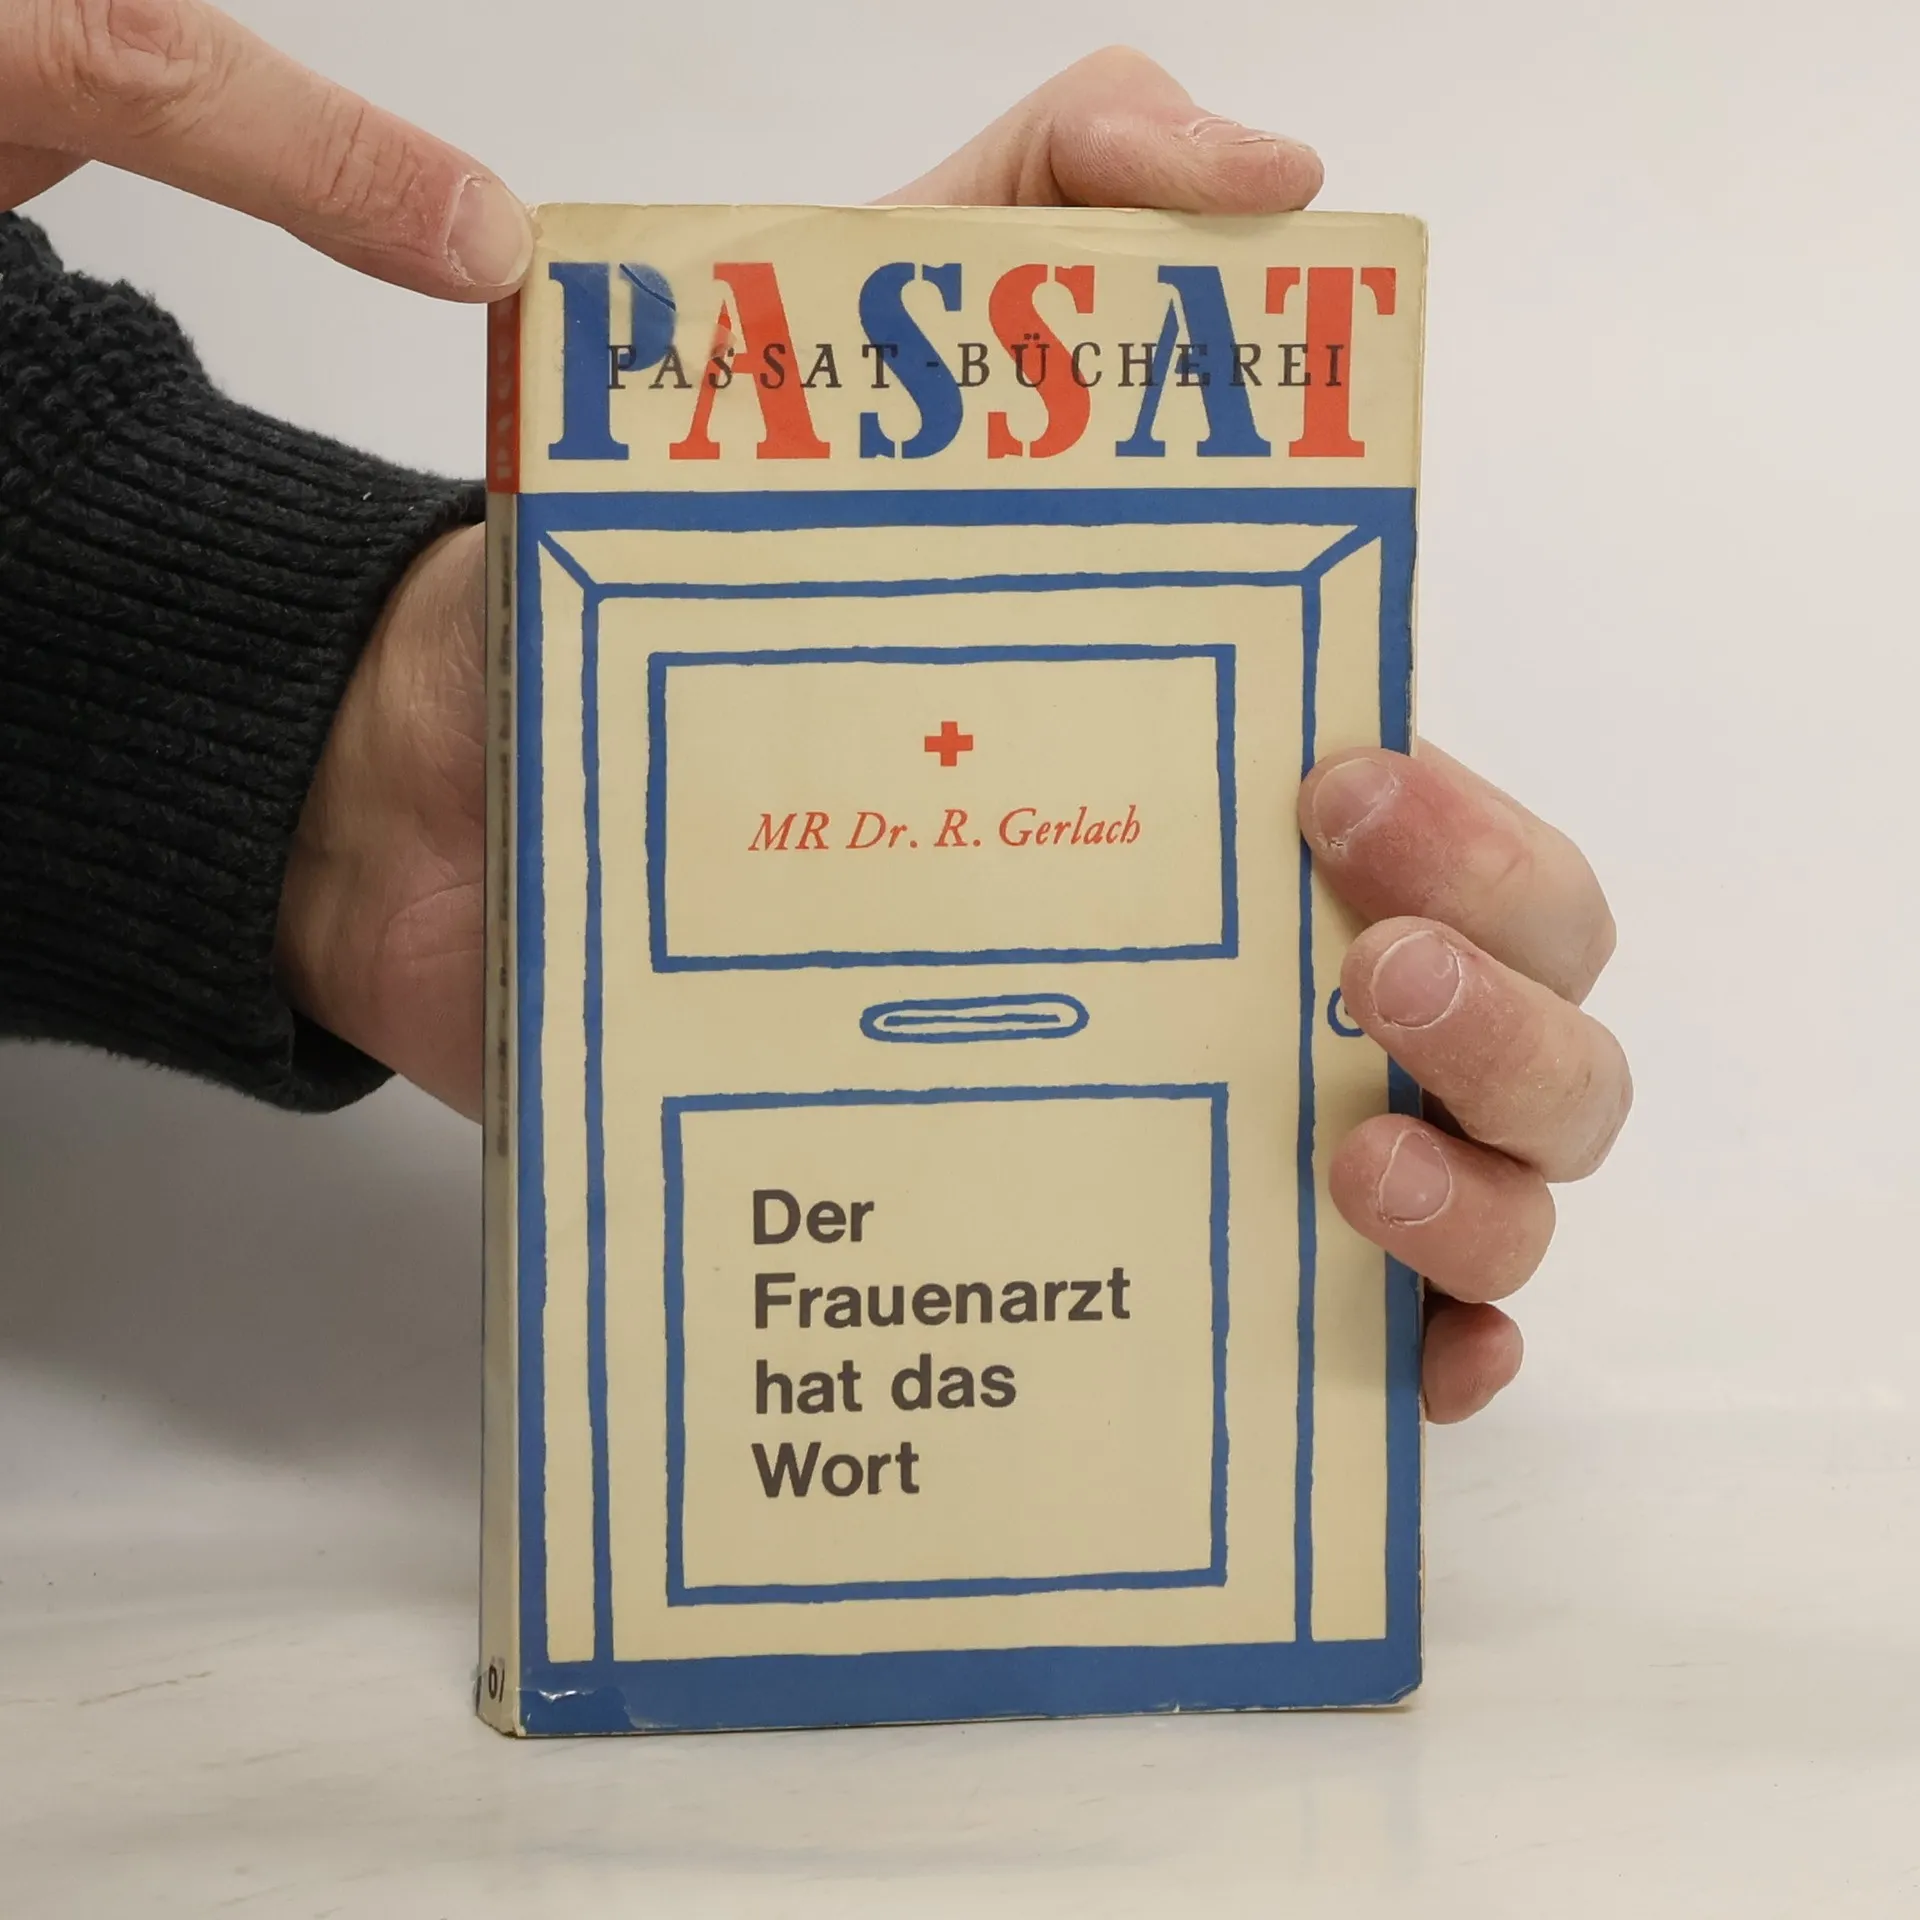 PASSAT
PASSAT-BÜCHEREI
MR Dr. R. Gerlach
Der
Frauenarzt
hat das
Wort